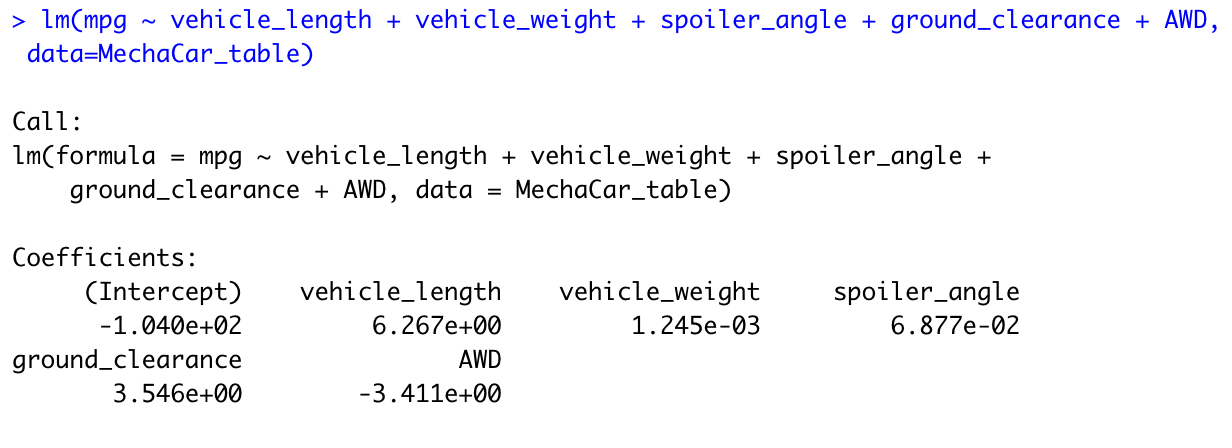 > lm(mpg ~ vehicle_length + vehicle_weight + spoiler_angle + ground_clearance + AWD,
 data=MechaCar_table)
Call:
lm(formula = mpg ~ vehicle_length + vehicle_weight + spoiler_angle +
    ground_clearance + AWD, data = MechaCar_table)
Coefficients:
     (Intercept)    vehicle_length    vehicle_weight     spoiler_angle
      -1.040e+02         6.267e+00         1.245e-03         6.877e-02
ground_clearance               AWD
       3.546e+00        -3.411e+00